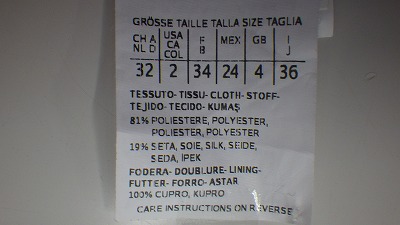 GRÖSSE TAILLE TALLA SIZE TAGLIA
CH A NL D | USA CA COL | F B | MEX | GB | I J
32 | 2 | 34 | 24 | 4 | 36
TESSUTO- TISSU- CLOTH- STOFF-
TEJIDO- TECIDO- KUMAŞ
81% POLIESTERE, POLYESTER,
POLIESTER, POLYESTER
19% SETA, SOIE, SILK, SEIDE,
SEDA, IPEK
FODERA- DOUBLURE- LINING-
FUTTER- FORRO- ASTAR
100% CUPRO, KUPRO
CARE INSTRUCTIONS ON REVERSE